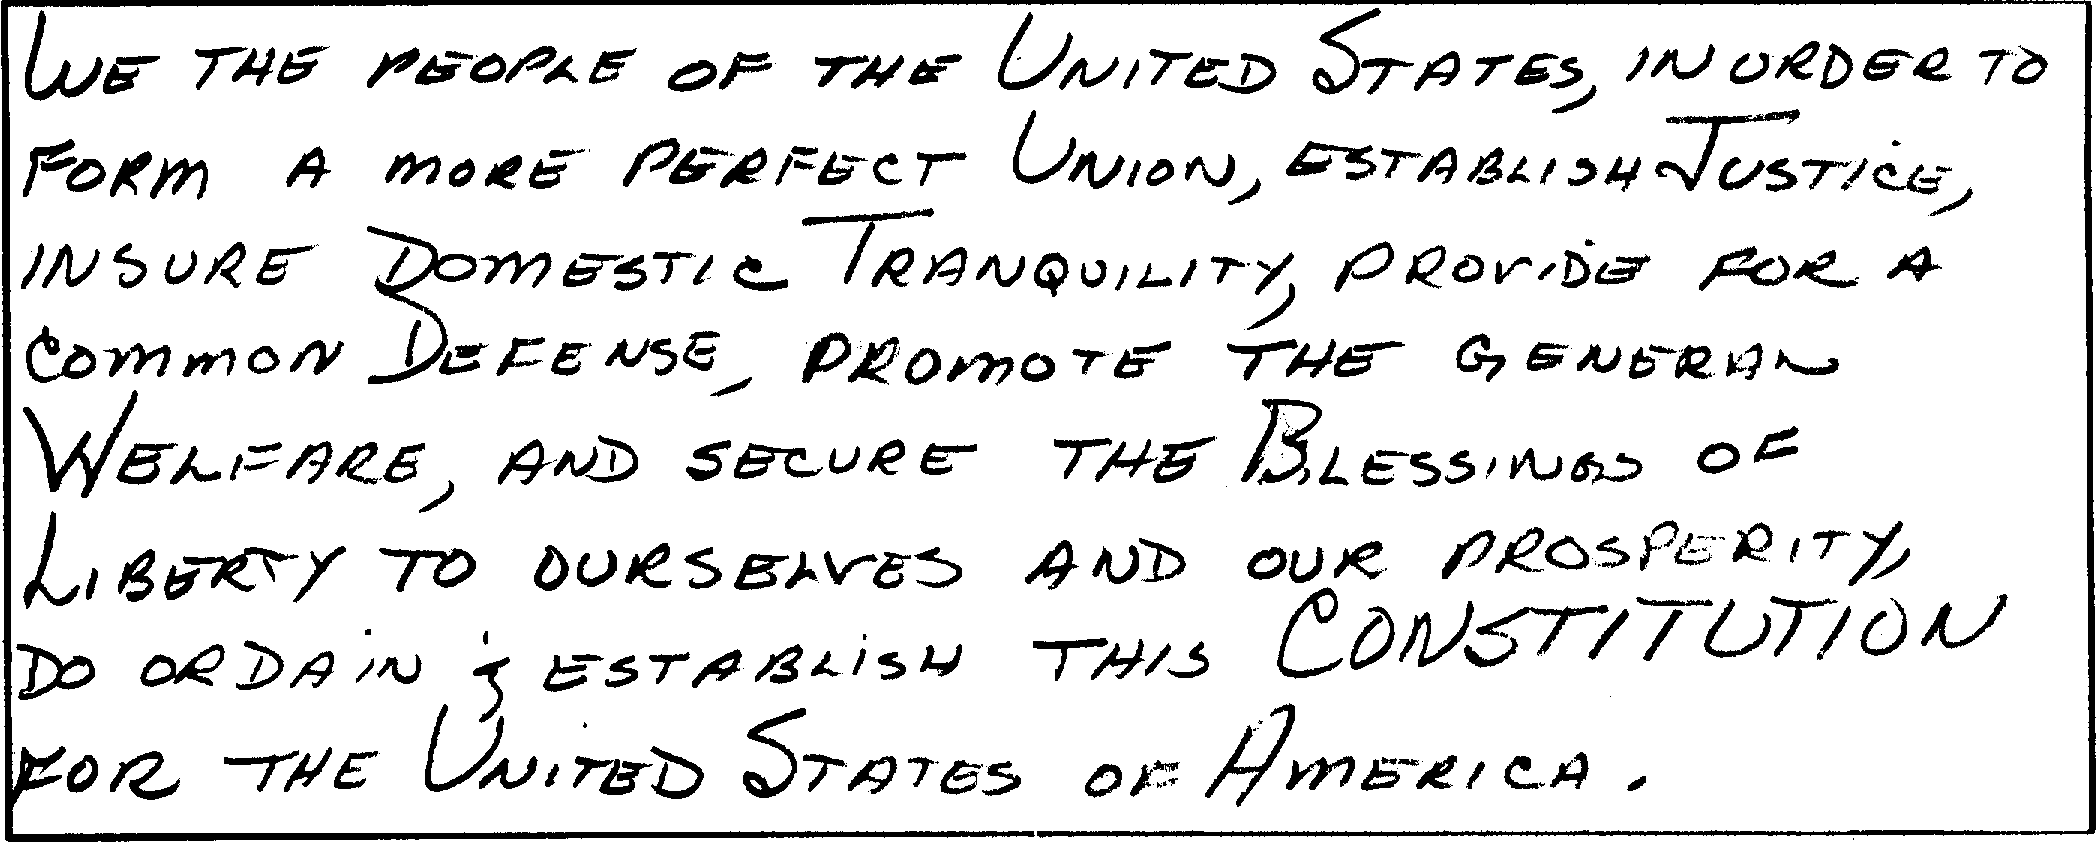 WE THE PEOPLE OF THE UNITED STATES, IN ORDER TO
FORM A MORE PERFECT UNION, ESTABLISH JUSTICE,
INSURE DOMESTIC TRANQUILITY, PROVIDE FOR A
COMMON DEFENSE, PROMOTE THE GENERAL
WELFARE, AND SECURE THE BLESSINGS OF
LIBERTY TO OURSELVES AND OUR PROSPERITY,
DO ORDAIN & ESTABLISH THIS CONSTITUTION
FOR THE UNITED STATES OF AMERICA.